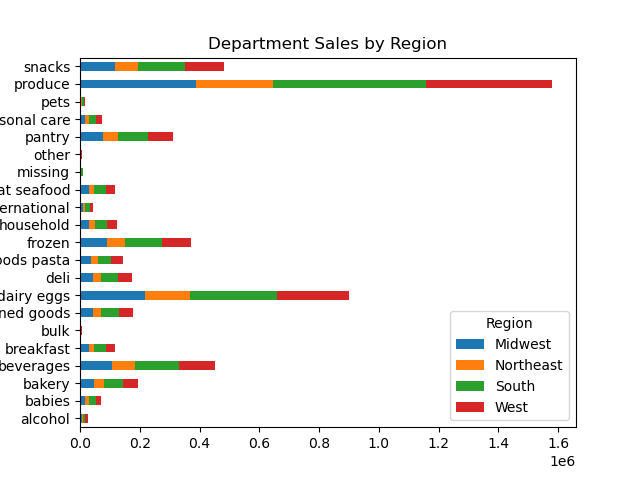 Department Sales by Region
snacks
produce
pets
sonal care
pantry
other
missing
at seafood
ernational
household
frozen
oods pasta
deli
dairy eggs
ned goods
bulk
breakfast
beverages
bakery
babies
alcohol
Region
Midwest
Northeast
South
West
0.0 0.2 0.4 0.6 0.8 1.0 1.2 1.4 1.6
1e6